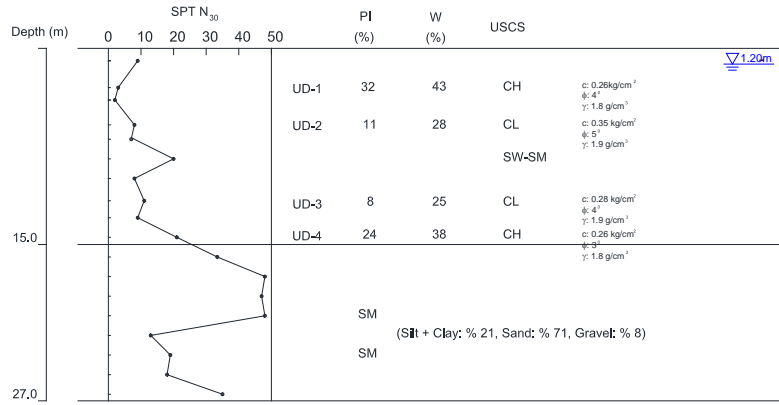 SPT N30 PI W
Depth (m) (%) (%) USCS
0 10 20 30 40 50
1.20m
UD-1 32 43 CH c: 0.26kg/cm²
ϕ: 4°
γ: 1.8 g/cm³
UD-2 11 28 CL c: 0.35 kg/cm²
ϕ: 5°
γ: 1.9 g/cm³
SW-SM
UD-3 8 25 CL c: 0.28 kg/cm²
ϕ: 4°
γ: 1.9 g/cm³
UD-4 24 38 CH c: 0.26 kg/cm²
15.0 ϕ: 3°
γ: 1.8 g/cm³
SM
(Silt + Clay: % 21, Sand: % 71, Gravel: % 8)
SM
27.0